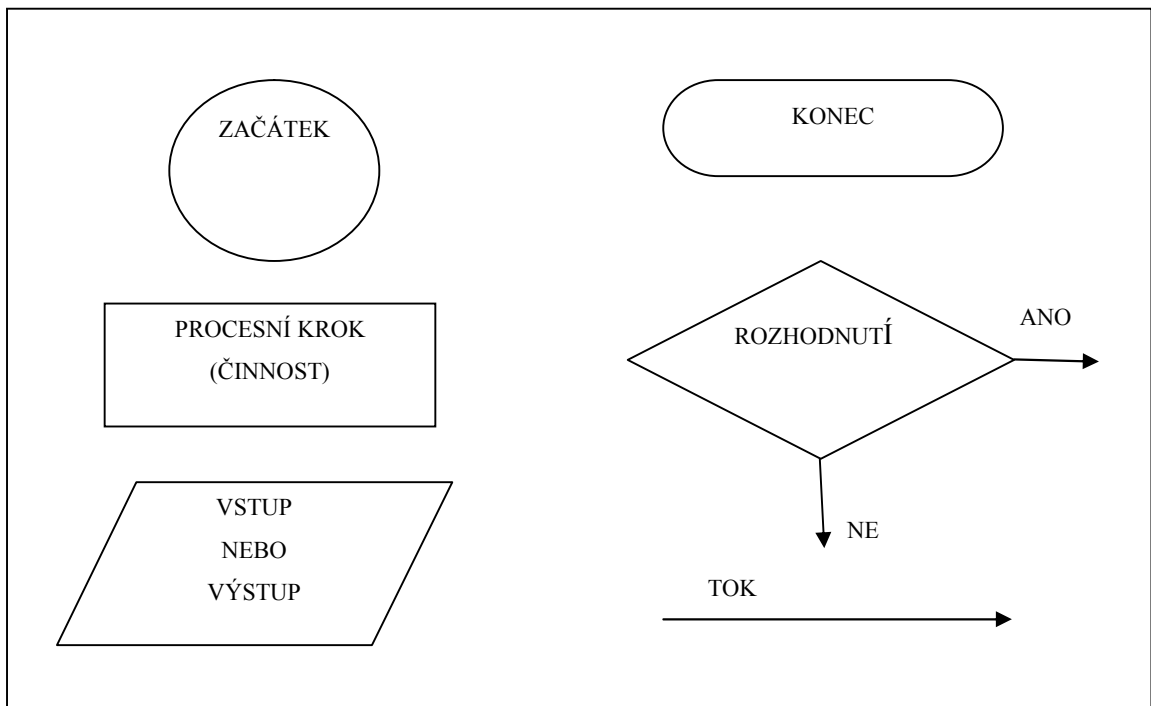 ZAČÁTEK
KONEC
PROCESNÍ KROK
(ČINNOST)
ROZHODNUTÍ
ANO
NE
VSTUP
NEBO
VÝSTUP
TOK